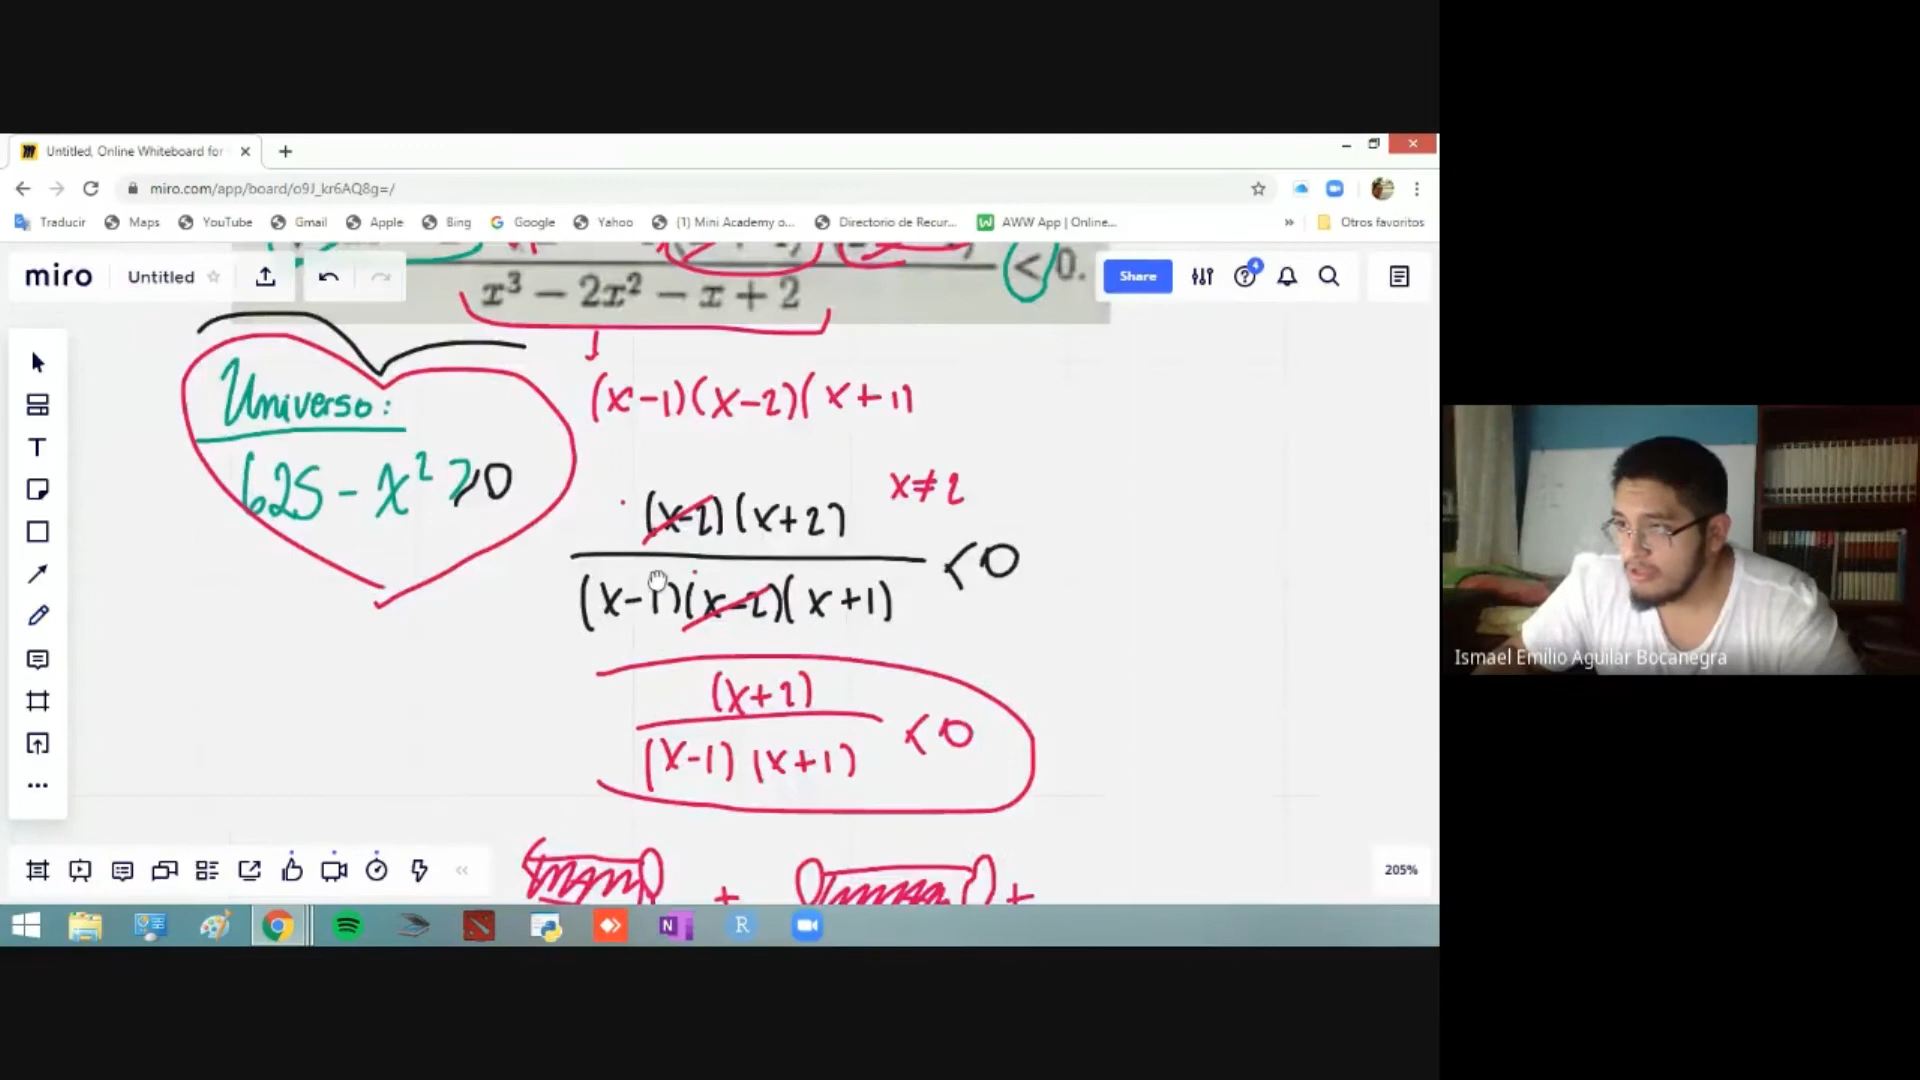 Untitled, Online Whiteboard for
miro.com/app/board/o9J_kr6AQ8g=/
Traducir Maps YouTube Gmail Apple Bing Google Yahoo (1) Mini Academy o... Directorio de Recur... AWW App | Online... » Otros favoritos
miro Untitled Share 4
< 0.
x³ − 2x² − x + 2
Universo:
625 - x² ≥ 0
(x-1)(x-2)(x+1)
x≠2
(x-2)(x+2)
<0
(x-1)(x-2)(x+1)
(x+2)
<0
(x-1)(x+1)
+ +
T
205%
Ismael Emilio Aguilar Bocanegra